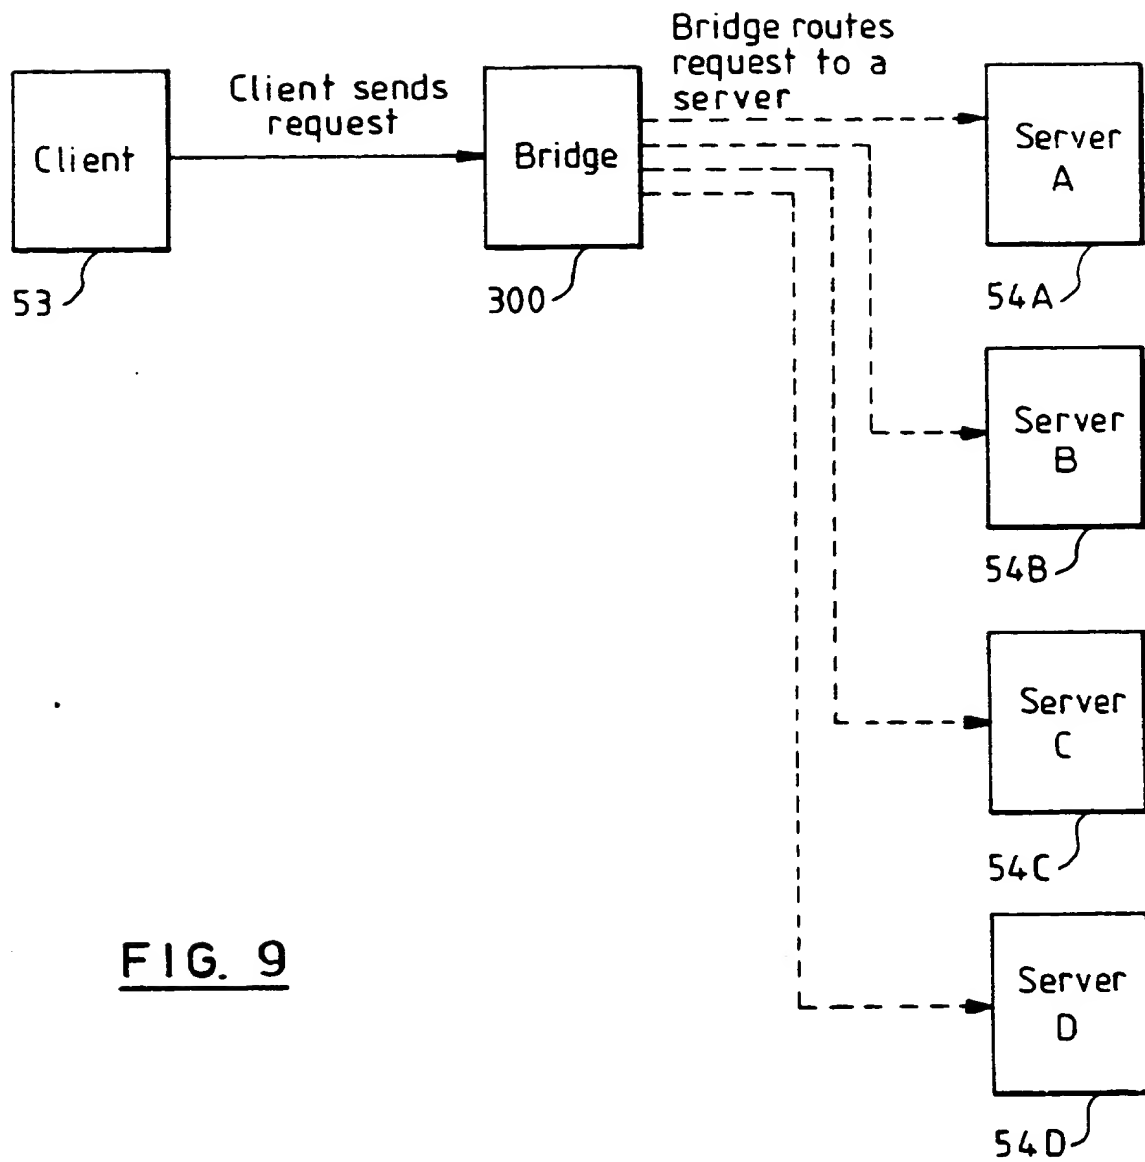 Bridge routes
request to a
server
Client sends
request
Client
Bridge
Server
A
53
300
54A
Server
B
54B
Server
C
54C
FIG. 9
Server
D
54D